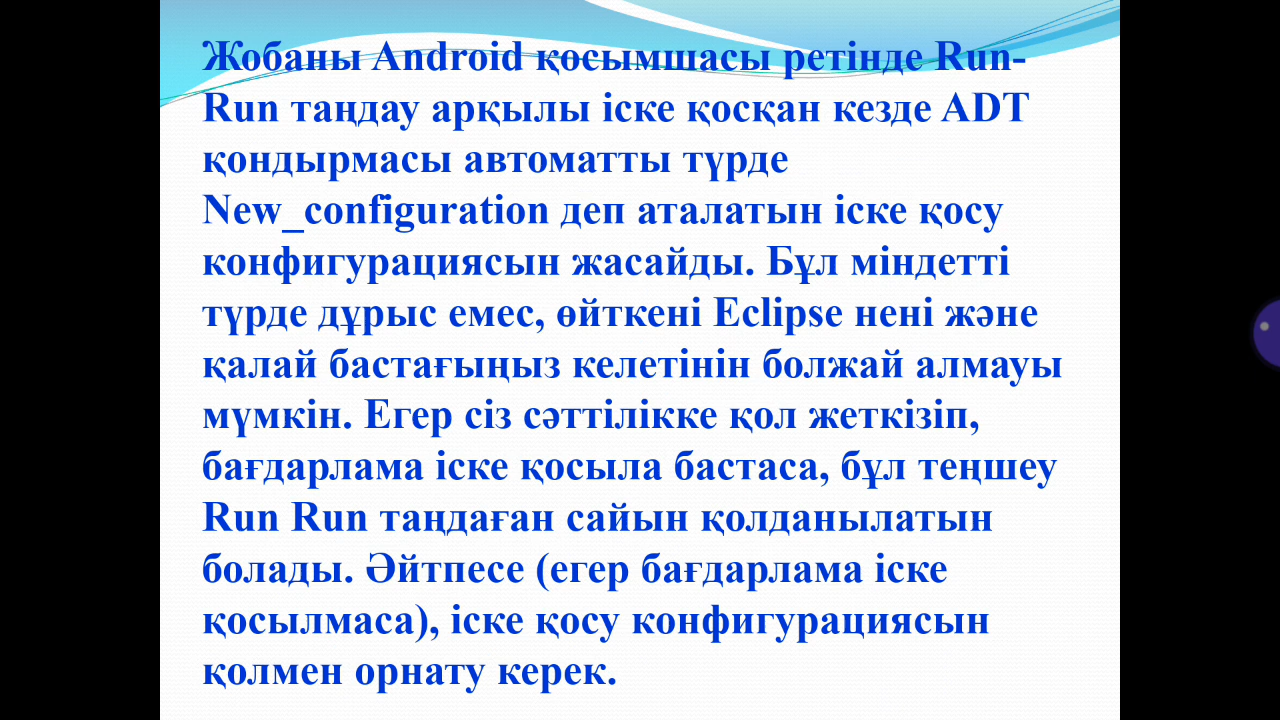 Жобаны Android қосымшасы ретінде Run-
Run таңдау арқылы іске қосқан кезде ADT
қондырмасы автоматты түрде
New_configuration деп аталатын іске қосу
конфигурациясын жасайды. Бұл міндетті
түрде дұрыс емес, өйткені Eclipse нені және
қалай бастағыңыз келетінін болжай алмауы
мүмкін. Егер сіз сәттілікке қол жеткізіп,
бағдарлама іске қосыла бастаса, бұл теңшеу
Run Run таңдаған сайын қолданылатын
болады. Әйтпесе (егер бағдарлама іске
қосылмаса), іске қосу конфигурациясын
қолмен орнату керек.